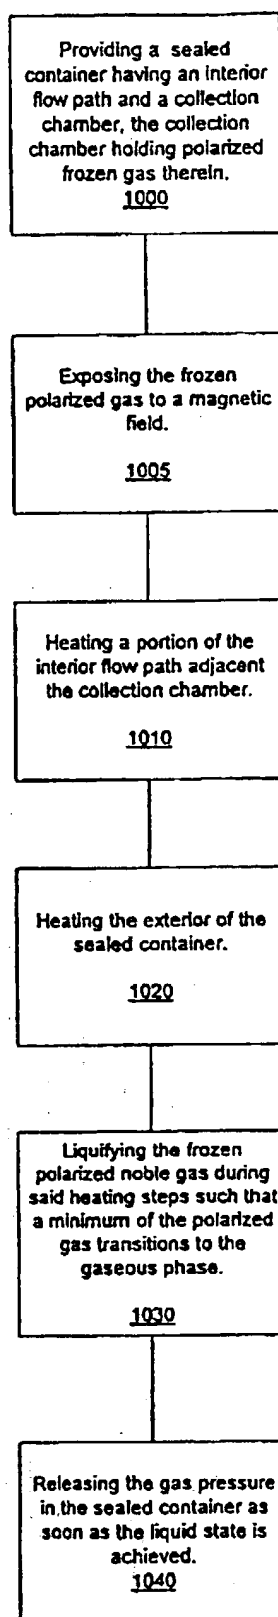 Providing a sealed
container having an interior
flow path and a collection
chamber, the collection
chamber holding polarized
frozen gas therein.
1000
Exposing the frozen
polarized gas to a magnetic
field.
1005
Heating a portion of the
interior flow path adjacent
the collection chamber.
1010
Heating the exterior of the
sealed container.
1020
Liquifying the frozen
polarized noble gas during
said heating steps such that
a minimum of the polarized
gas transitions to the
gaseous phase.
1030
Releasing the gas pressure
in the sealed container as
soon as the liquid state is
achieved.
1040